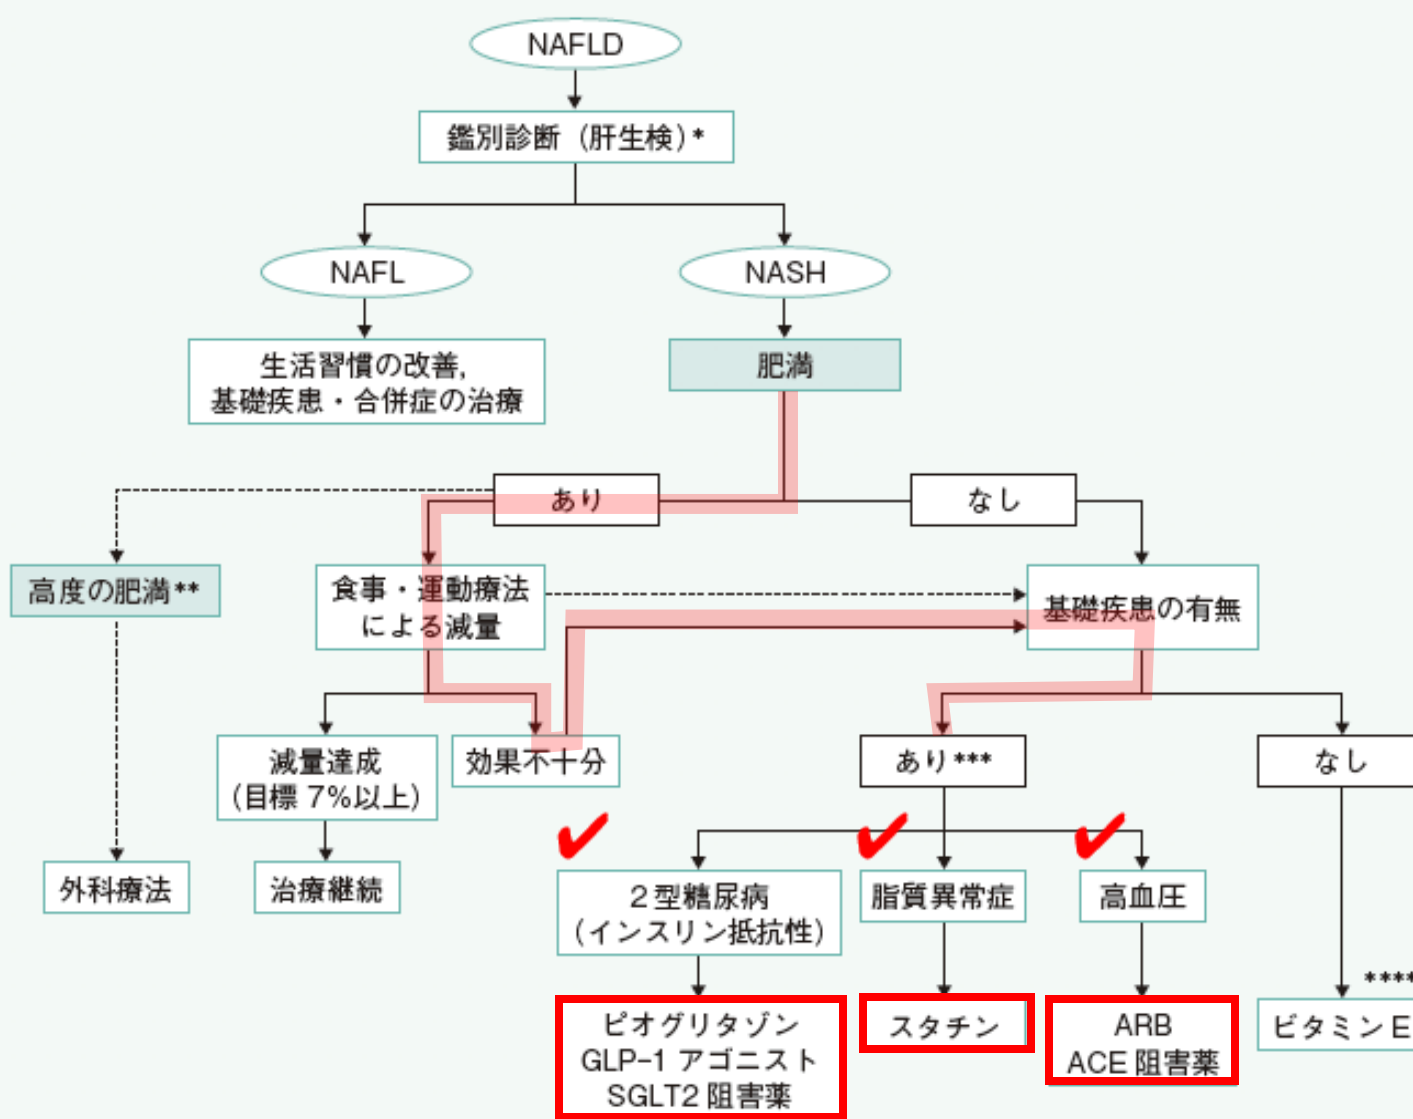 NAFLD
鑑別診断（肝生検）*
NAFL
NASH
生活習慣の改善,
基礎疾患・合併症の治療
肥満
あり
なし
高度の肥満**
食事・運動療法
による減量
基礎疾患の有無
減量達成
(目標 7%以上)
効果不十分
あり***
なし
外科療法
治療継続
2型糖尿病
(インスリン抵抗性)
脂質異常症
高血圧
****
ピオグリタゾン
GLP-1 アゴニスト
SGLT2 阻害薬
スタチン
ARB
ACE 阻害薬
ビタミン E